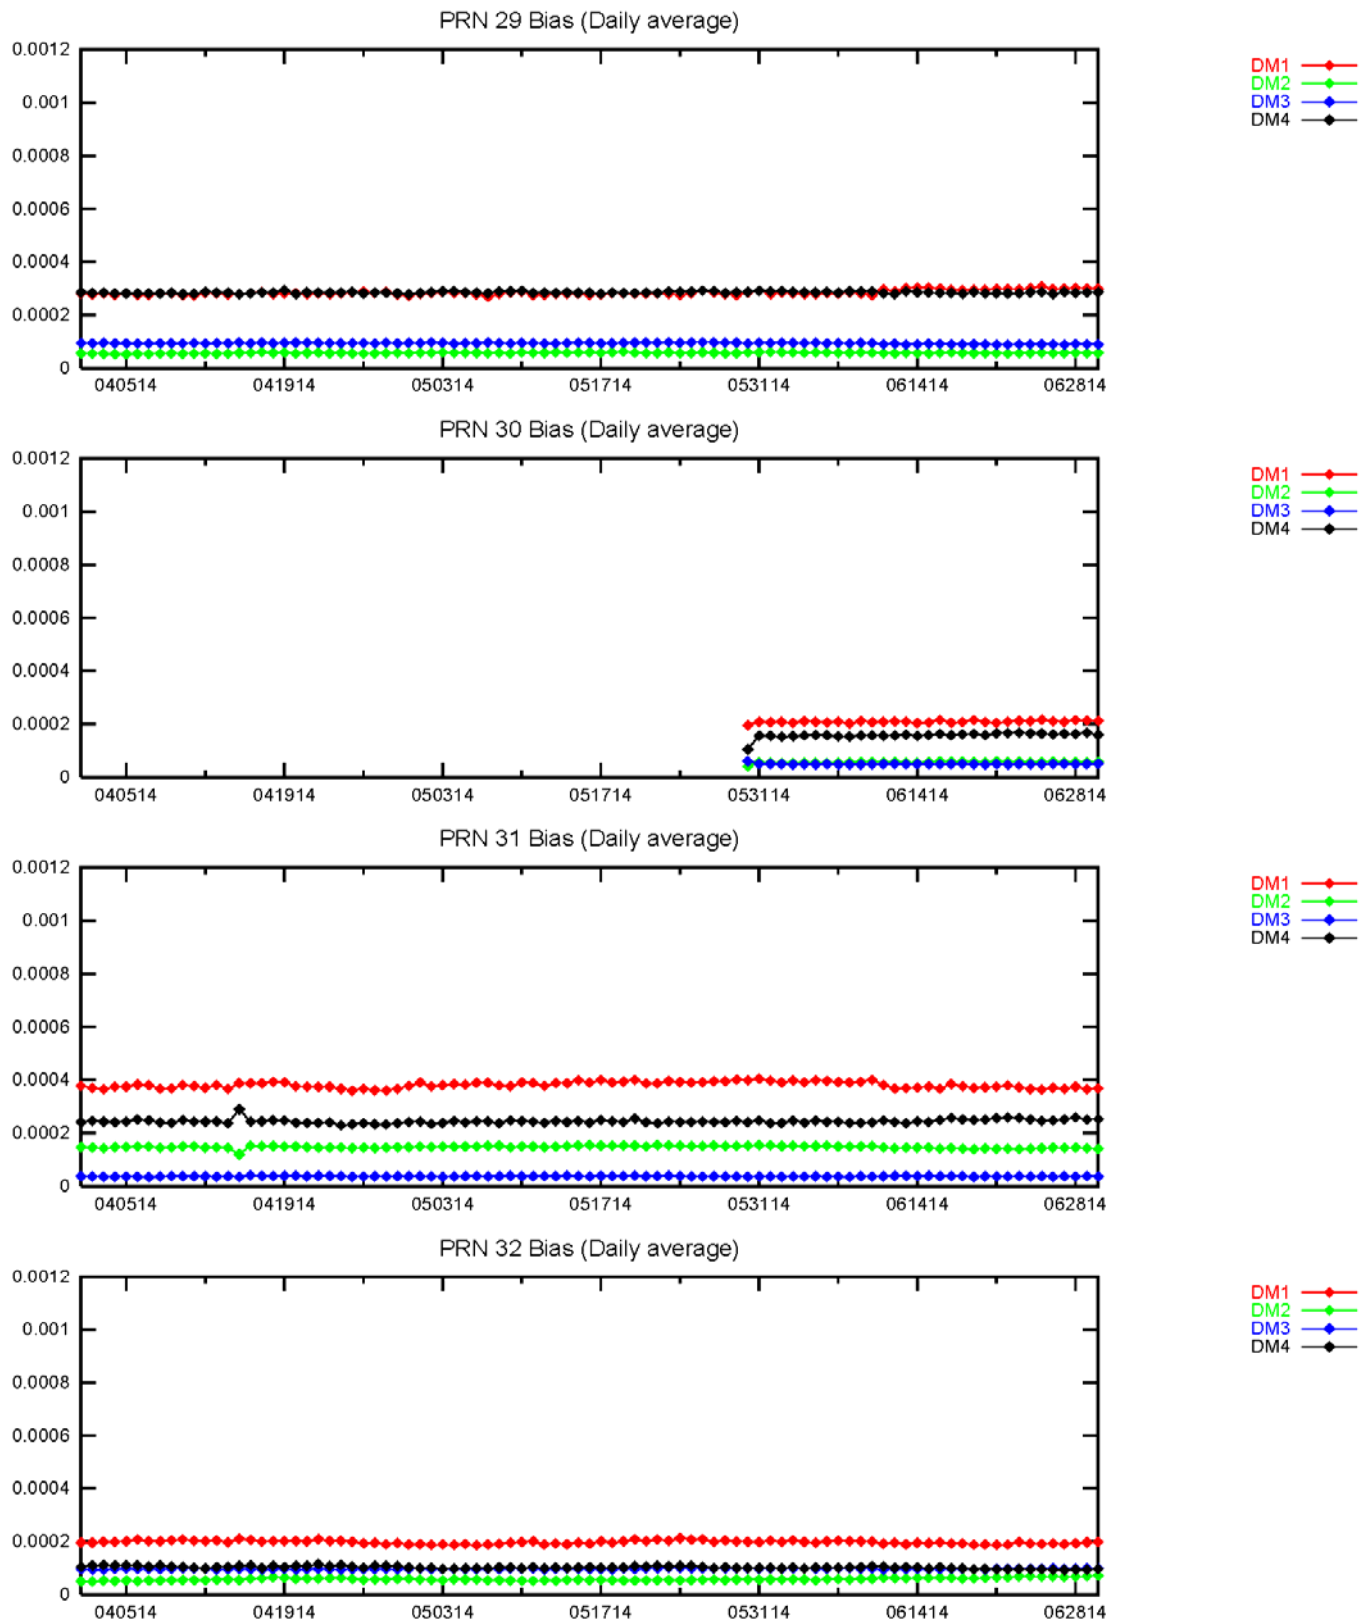 PRN 29 Bias (Daily average)
0.0012
0.001
0.0008
0.0006
0.0004
0.0002
0
040514 041914 050314 051714 053114 061414 062814
DM1
DM2
DM3
DM4
PRN 30 Bias (Daily average)
0.0012
0.001
0.0008
0.0006
0.0004
0.0002
0
040514 041914 050314 051714 053114 061414 062814
DM1
DM2
DM3
DM4
PRN 31 Bias (Daily average)
0.0012
0.001
0.0008
0.0006
0.0004
0.0002
0
040514 041914 050314 051714 053114 061414 062814
DM1
DM2
DM3
DM4
PRN 32 Bias (Daily average)
0.0012
0.001
0.0008
0.0006
0.0004
0.0002
0
040514 041914 050314 051714 053114 061414 062814
DM1
DM2
DM3
DM4